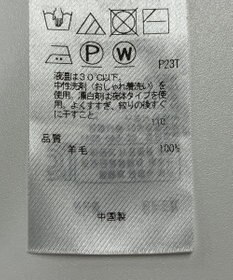 P W
P23T
液温は30℃以下。
中性洗剤(おしゃれ着洗い)を
使用。漂白剤は液体タイプを使
用。よくすすぎ、絞りの後すぐ
に干すこと。
110
品質
羊毛 100%
中国製